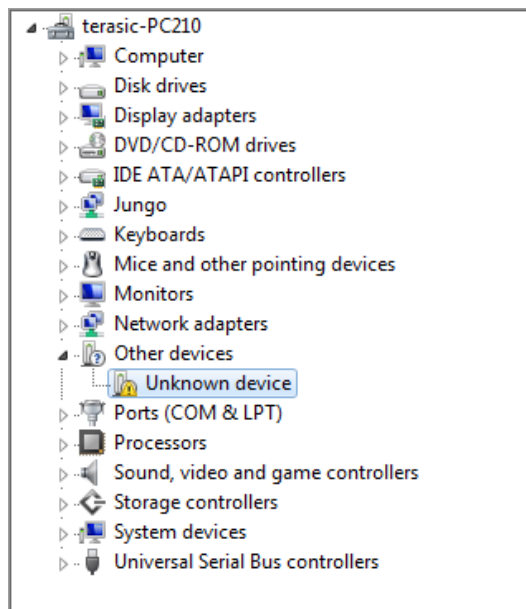 terasic-PC210
Computer
Disk drives
Display adapters
DVD/CD-ROM drives
IDE ATA/ATAPI controllers
Jungo
Keyboards
Mice and other pointing devices
Monitors
Network adapters
Other devices
Unknown device
Ports (COM & LPT)
Processors
Sound, video and game controllers
Storage controllers
System devices
Universal Serial Bus controllers